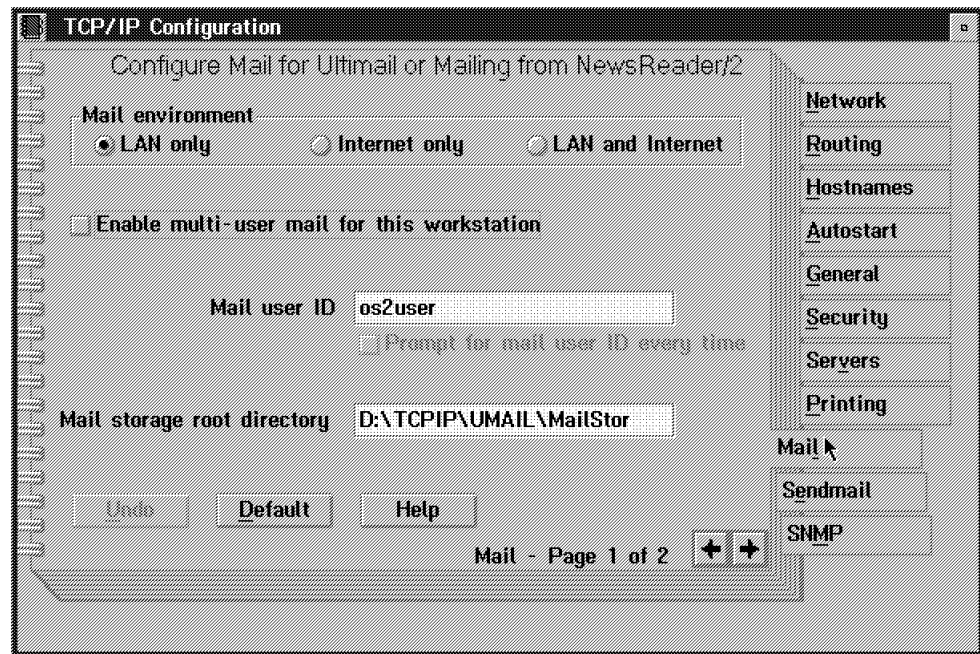 TCP/IP Configuration
Configure Mail for Ultimail or Mailing from NewsReader/2
Mail environment
LAN only
Internet only
LAN and Internet
Enable multi-user mail for this workstation
Mail user ID
os2user
Prompt for mail user ID every time
Mail storage root directory
D:\TCPIP\UMAIL\MailStor
Undo
Default
Help
Mail - Page 1 of 2
Network
Routing
Hostnames
Autostart
General
Security
Servers
Printing
Mail
Sendmail
SNMP